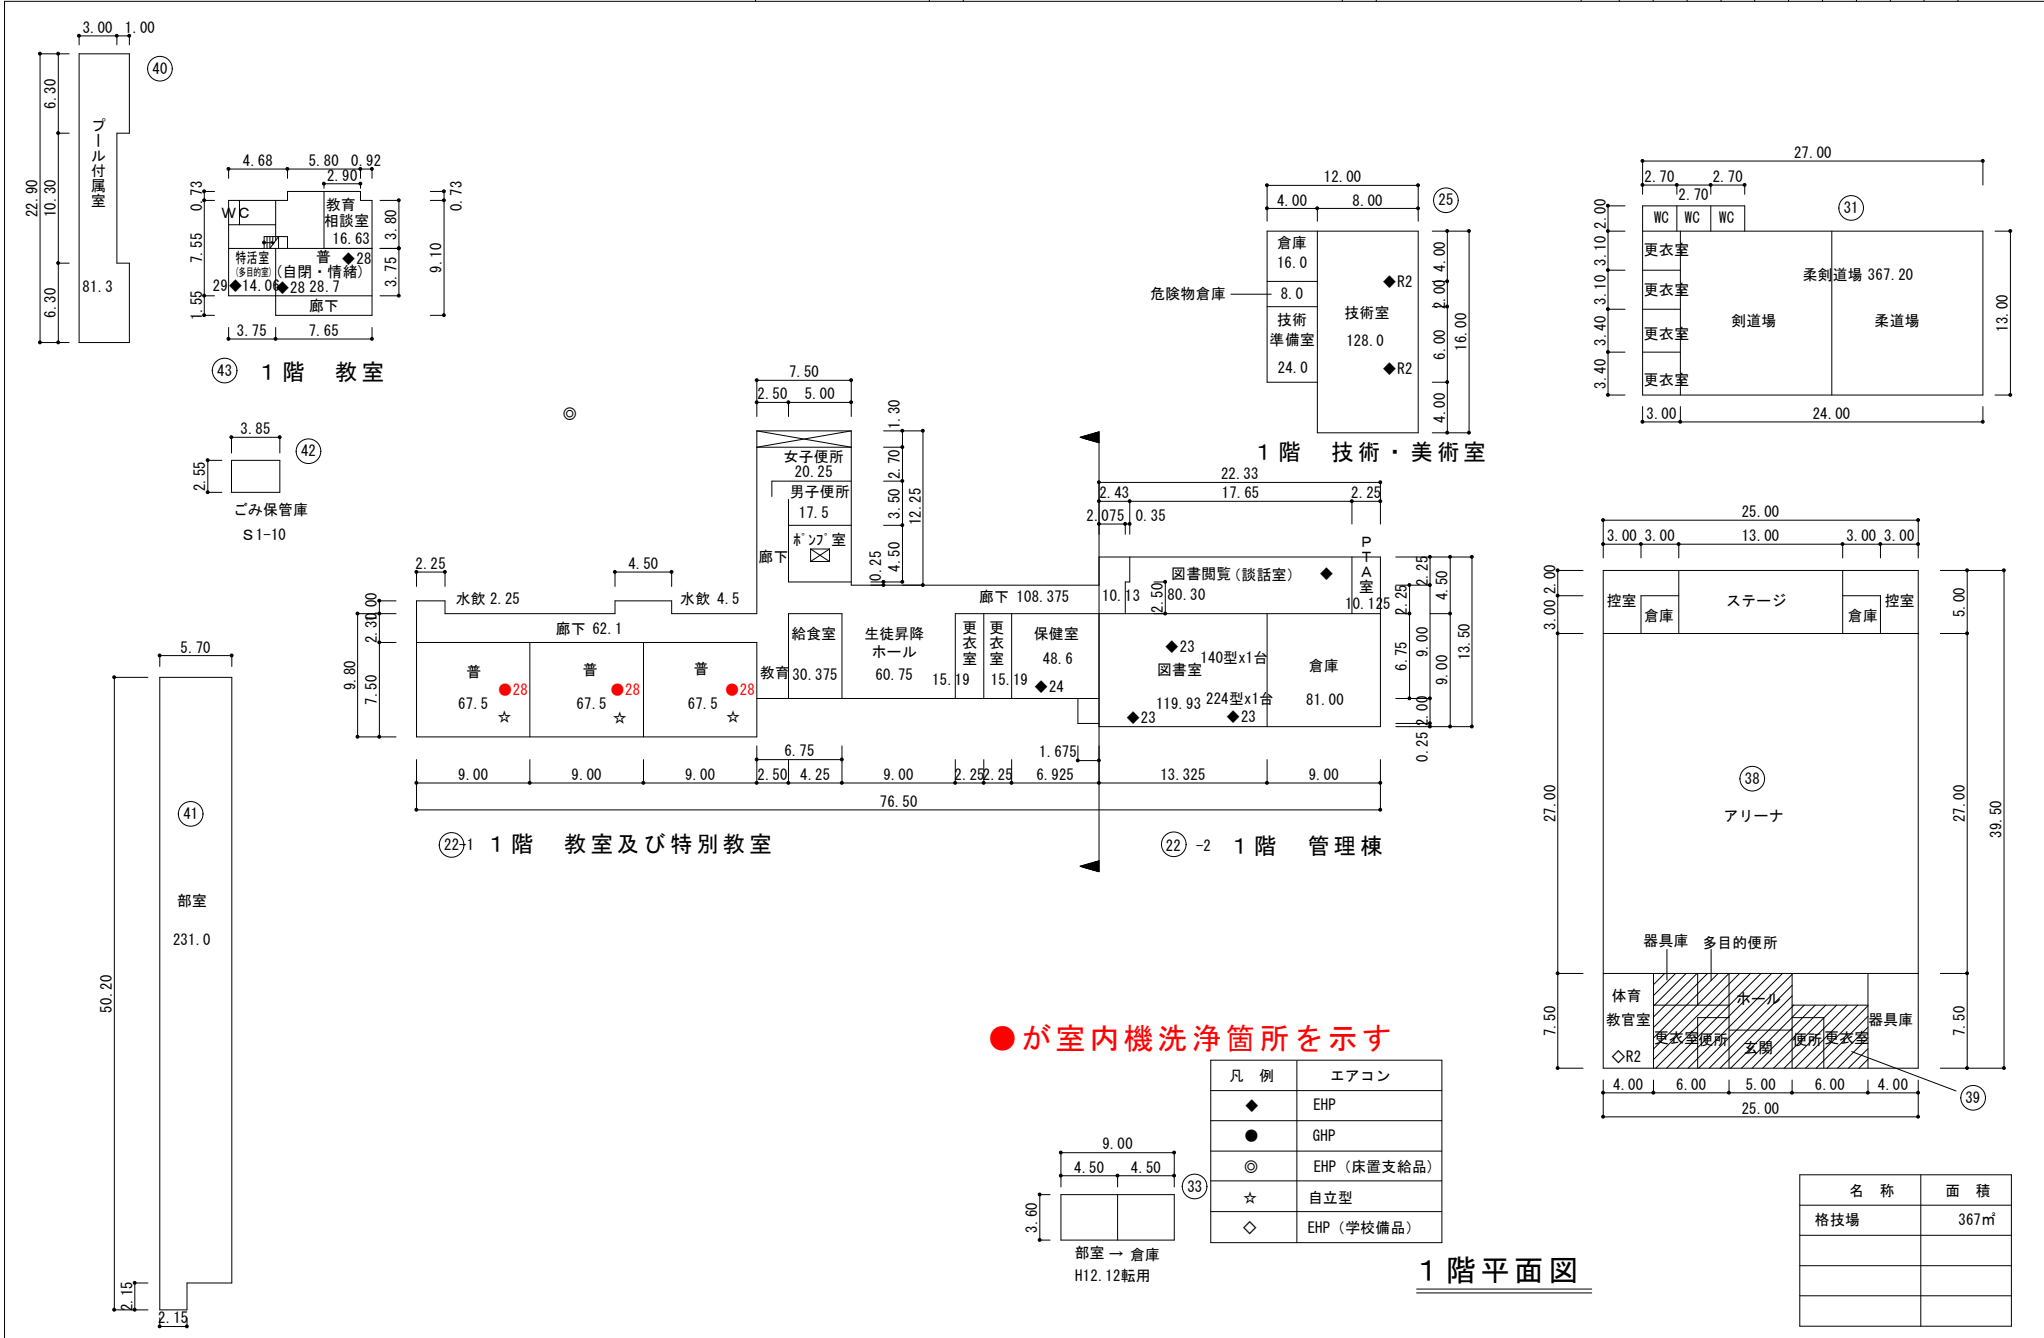 3.00 1.00
40
6.30
10.30
22.90
6.30
プール付属室
81.3
4.68 5.80 0.92
2.90
0.73
7.55
1.55
WC
教育
相談室
16.63
特活室
(多目的室)
普
(自閉・情緒)
28
29 14.06 28 28.7
廊下
3.80
3.75
9.10
0.73
3.75 7.65
43 1階 教室
3.85
42
2.55
ごみ保管庫
S1-10
5.70
41
部室
231.0
50.20
2.15
2.15
7.50
2.50 5.00
1.30
2.70
3.50
4.50
0.25
12.25
女子便所
20.25
男子便所
17.5
ポンプ室
廊下
2.25 4.50
水飲 2.25 水飲 4.5
廊下 62.1
廊下 108.375
1.00
2.30
7.50
9.80
普
67.5
28
☆
普
67.5
28
☆
普
67.5
28
☆
教育
給食室
30.375
生徒昇降
ホール
60.75
更衣室
15.19
更衣室
15.19
保健室
48.6
24
6.75
1.675
9.00 9.00 9.00 2.50 4.25 9.00 2.25 2.25 6.925 13.325 9.00
76.50
22-1 1階 教室及び特別教室
22 -2 1階 管理棟
22.33
2.43 17.65 2.25
2.075 0.35
図書閲覧(談話室)
80.30
10.13
2.50
PTA室
10.125
23
140型x1台
図書室
119.93 224型x1台
23 23
倉庫
81.00
2.25
2.25
4.50
6.75
9.00
9.00
13.50
2.00
0.25
12.00
4.00 8.00
25
倉庫
16.0
危険物倉庫
8.0
技術
準備室
24.0
技術室
128.0
R2
R2
4.00
2.00
6.00
4.00
16.00
1階 技術・美術室
27.00
2.70 2.70
2.70
31
WC WC WC
2.00
3.10
3.10
3.40
3.40
更衣室
更衣室
更衣室
更衣室
柔剣道場 367.20
剣道場 柔道場
13.00
3.00 24.00
25.00
3.00 3.00 13.00 3.00 3.00
2.00
3.00
控室
倉庫
ステージ
倉庫
控室
5.00
38
アリーナ
27.00
27.00
39.50
器具庫 多目的便所
体育
教官室
◇R2
ホール
更衣室 便所 玄関 便所 更衣室
器具庫
7.50
7.50
4.00 6.00 5.00 6.00 4.00
25.00
39
●が室内機洗浄箇所を示す
凡 例 エアコン
◆ EHP
● GHP
◎ EHP(床置支給品)
☆ 自立型
◇ EHP(学校備品)
9.00
4.50 4.50
33
3.60
部室→倉庫
H12.12転用
1階平面図
名 称 面 積
格技場 367㎡